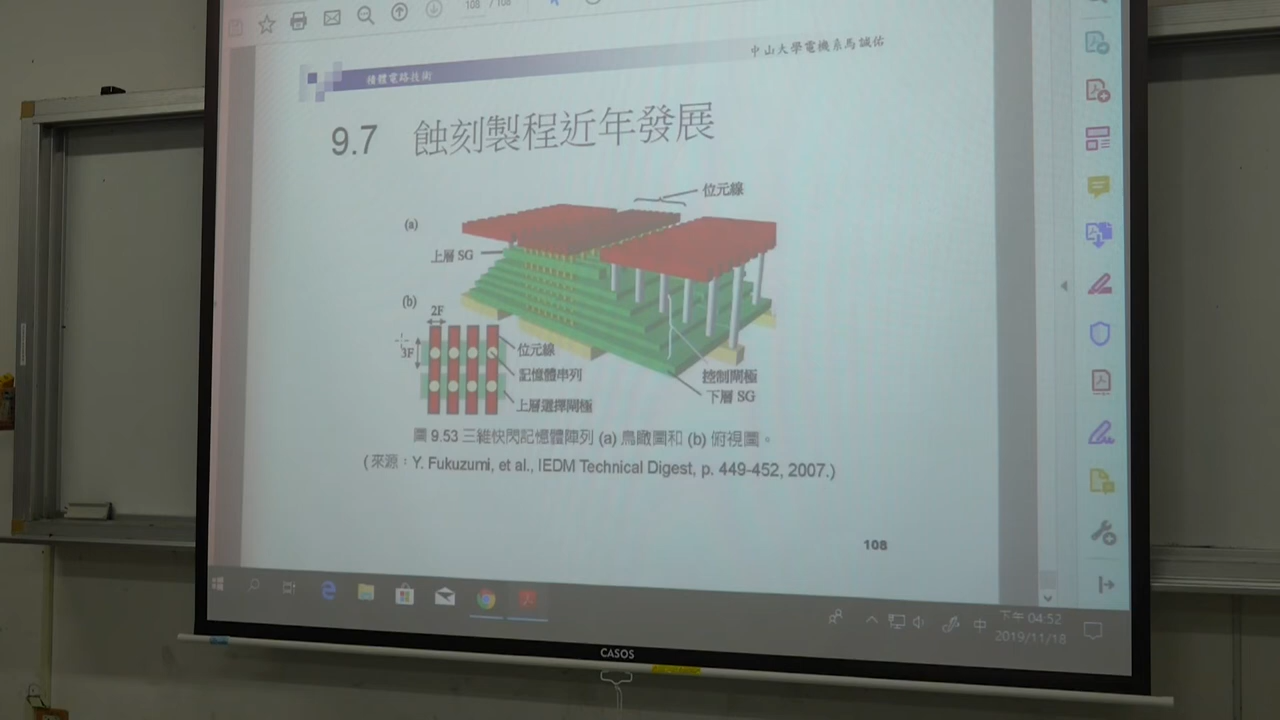 108 / 108
中山大學電機系馬誠佑
積體電路技術
9.7 蝕刻製程近年發展
位元線
(a)
上層 SG
(b)
2F
3F
位元線
記憶體串列
上層選擇閘極
控制閘極
下層 SG
圖 9.53 三維快閃記憶體陣列 (a) 鳥瞰圖和 (b) 俯視圖。
(來源：Y. Fukuzumi, et al., IEDM Technical Digest, p. 449-452, 2007.)
108
中
下午 04:52
2019/11/18
CASOS